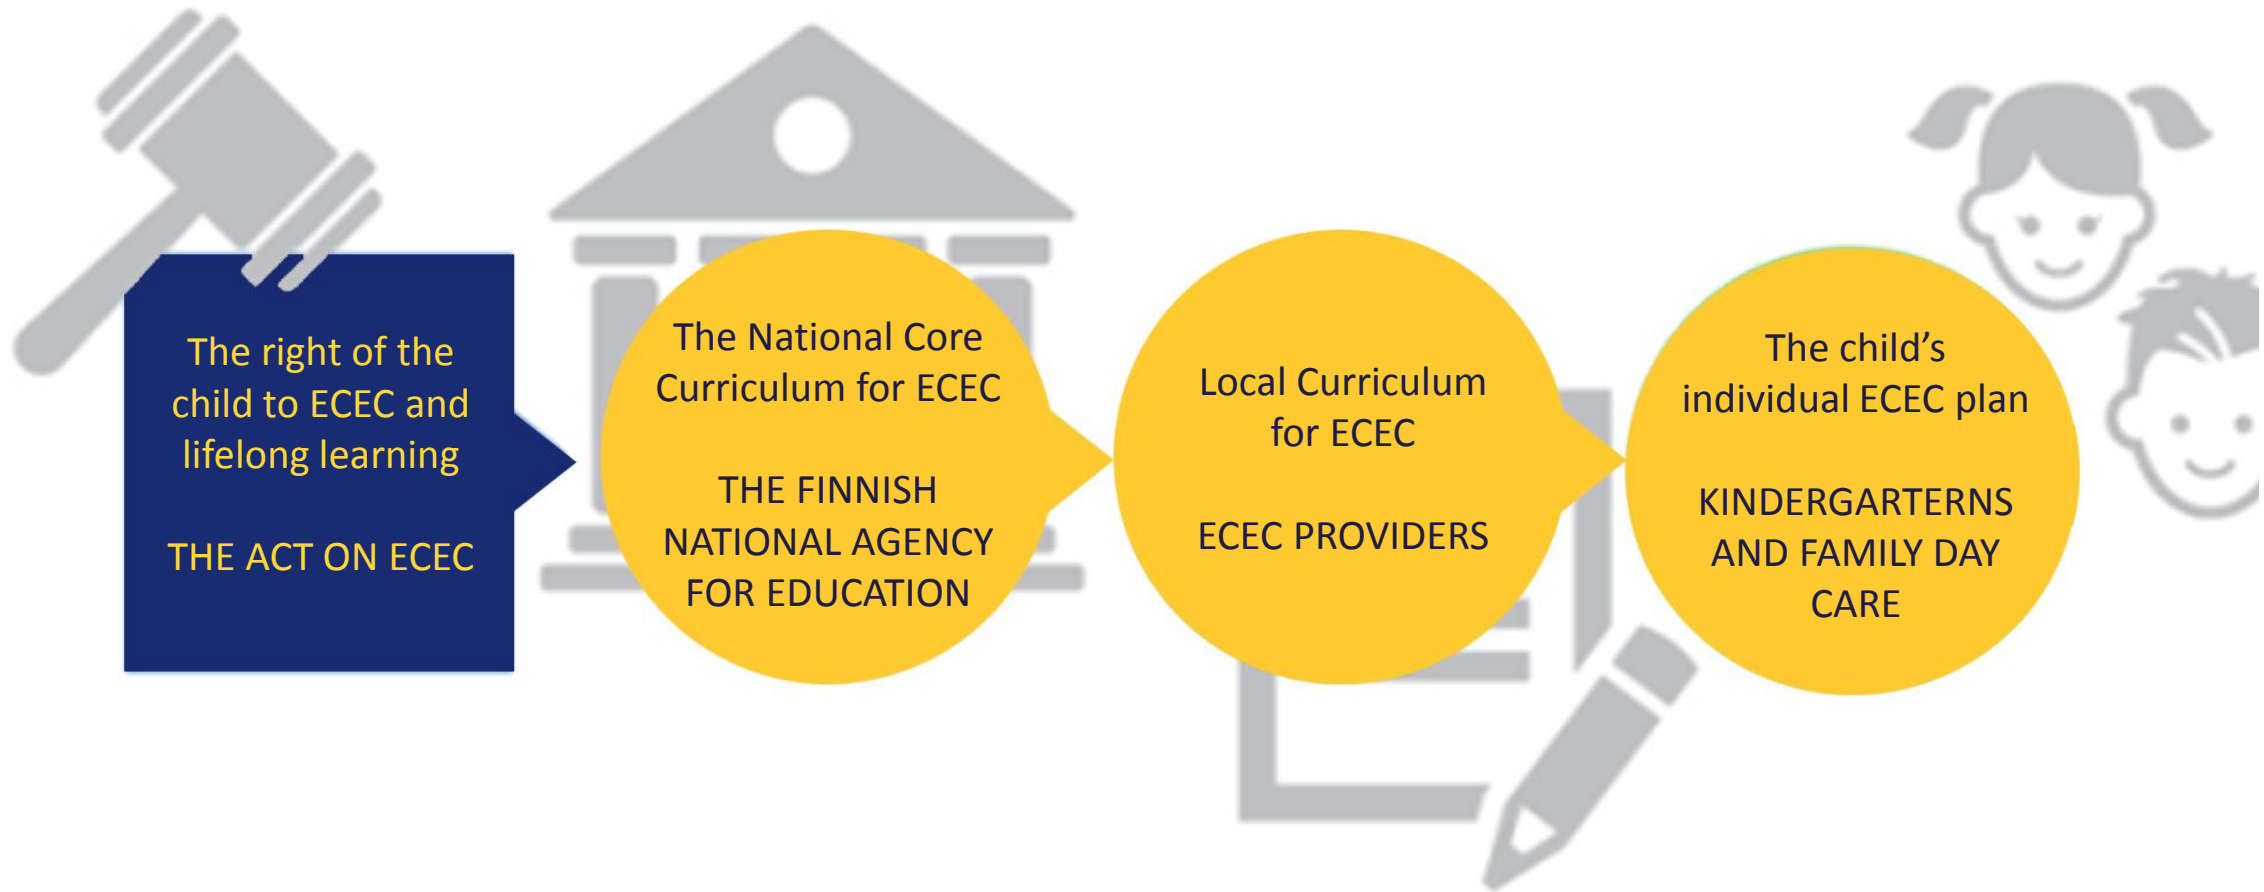 The right of the
child to ECEC and
lifelong learning
THE ACT ON ECEC
The National Core
Curriculum for ECEC
THE FINNISH
NATIONAL AGENCY
FOR EDUCATION
Local Curriculum
for ECEC
ECEC PROVIDERS
The child’s
individual ECEC plan
KINDERGARTERNS
AND FAMILY DAY
CARE